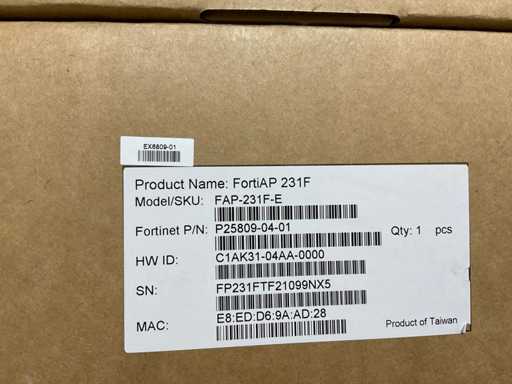 EX6809-01
Product Name: FortiAP 231F
Model/SKU: FAP-231F-E
Fortinet P/N: P25809-04-01 Qty: 1 pcs
HW ID: C1AK31-04AA-0000
SN: FP231FTF21099NX5
MAC: E8:ED:D6:9A:AD:28
Product of Taiwan